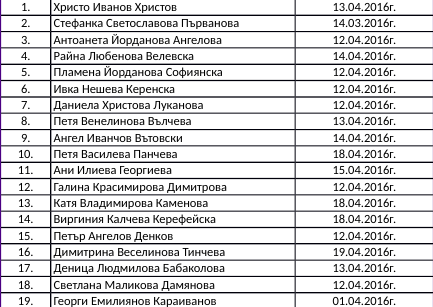 1. Христо Иванов Христов 13.04.2016г.
2. Стефанка Светославова Първанова 14.03.2016г.
3. Антоанета Йорданова Ангелова 12.04.2016г.
4. Райна Любенова Велевска 14.04.2016г.
5. Пламена Йорданова Софиянска 12.04.2016г.
6. Ивка Нешева Керенска 12.04.2016г.
7. Даниела Христова Луканова 12.04.2016г.
8. Петя Венелинова Вълчева 13.04.2016г.
9. Ангел Иванчов Вътовски 14.04.2016г.
10. Петя Василева Панчева 18.04.2016г.
11. Ани Илиева Георгиева 15.04.2016г.
12. Галина Красимирова Димитрова 12.04.2016г.
13. Катя Владимирова Каменова 18.04.2016г.
14. Виргиния Калчева Керефейска 18.04.2016г.
15. Петър Ангелов Денков 12.04.2016г.
16. Димитрина Веселинова Тинчева 19.04.2016г.
17. Деница Людмилова Бабаколова 13.04.2016г.
18. Светлана Маликова Дамянова 12.04.2016г.
19. Георги Емилиянов Караиванов 01.04.2016г.